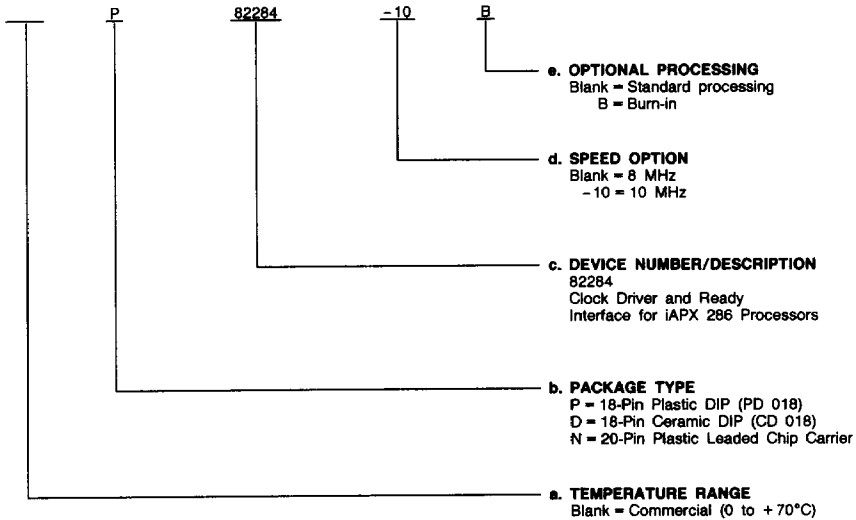 P 82284 -10 B
e. OPTIONAL PROCESSING
Blank = Standard processing
B = Burn-in
d. SPEED OPTION
Blank = 8 MHz
-10 = 10 MHz
c. DEVICE NUMBER/DESCRIPTION
82284
Clock Driver and Ready
Interface for iAPX 286 Processors
b. PACKAGE TYPE
P = 18-Pin Plastic DIP (PD 018)
D = 18-Pin Ceramic DIP (CD 018)
N = 20-Pin Plastic Leaded Chip Carrier
a. TEMPERATURE RANGE
Blank = Commercial (0 to +70°C)